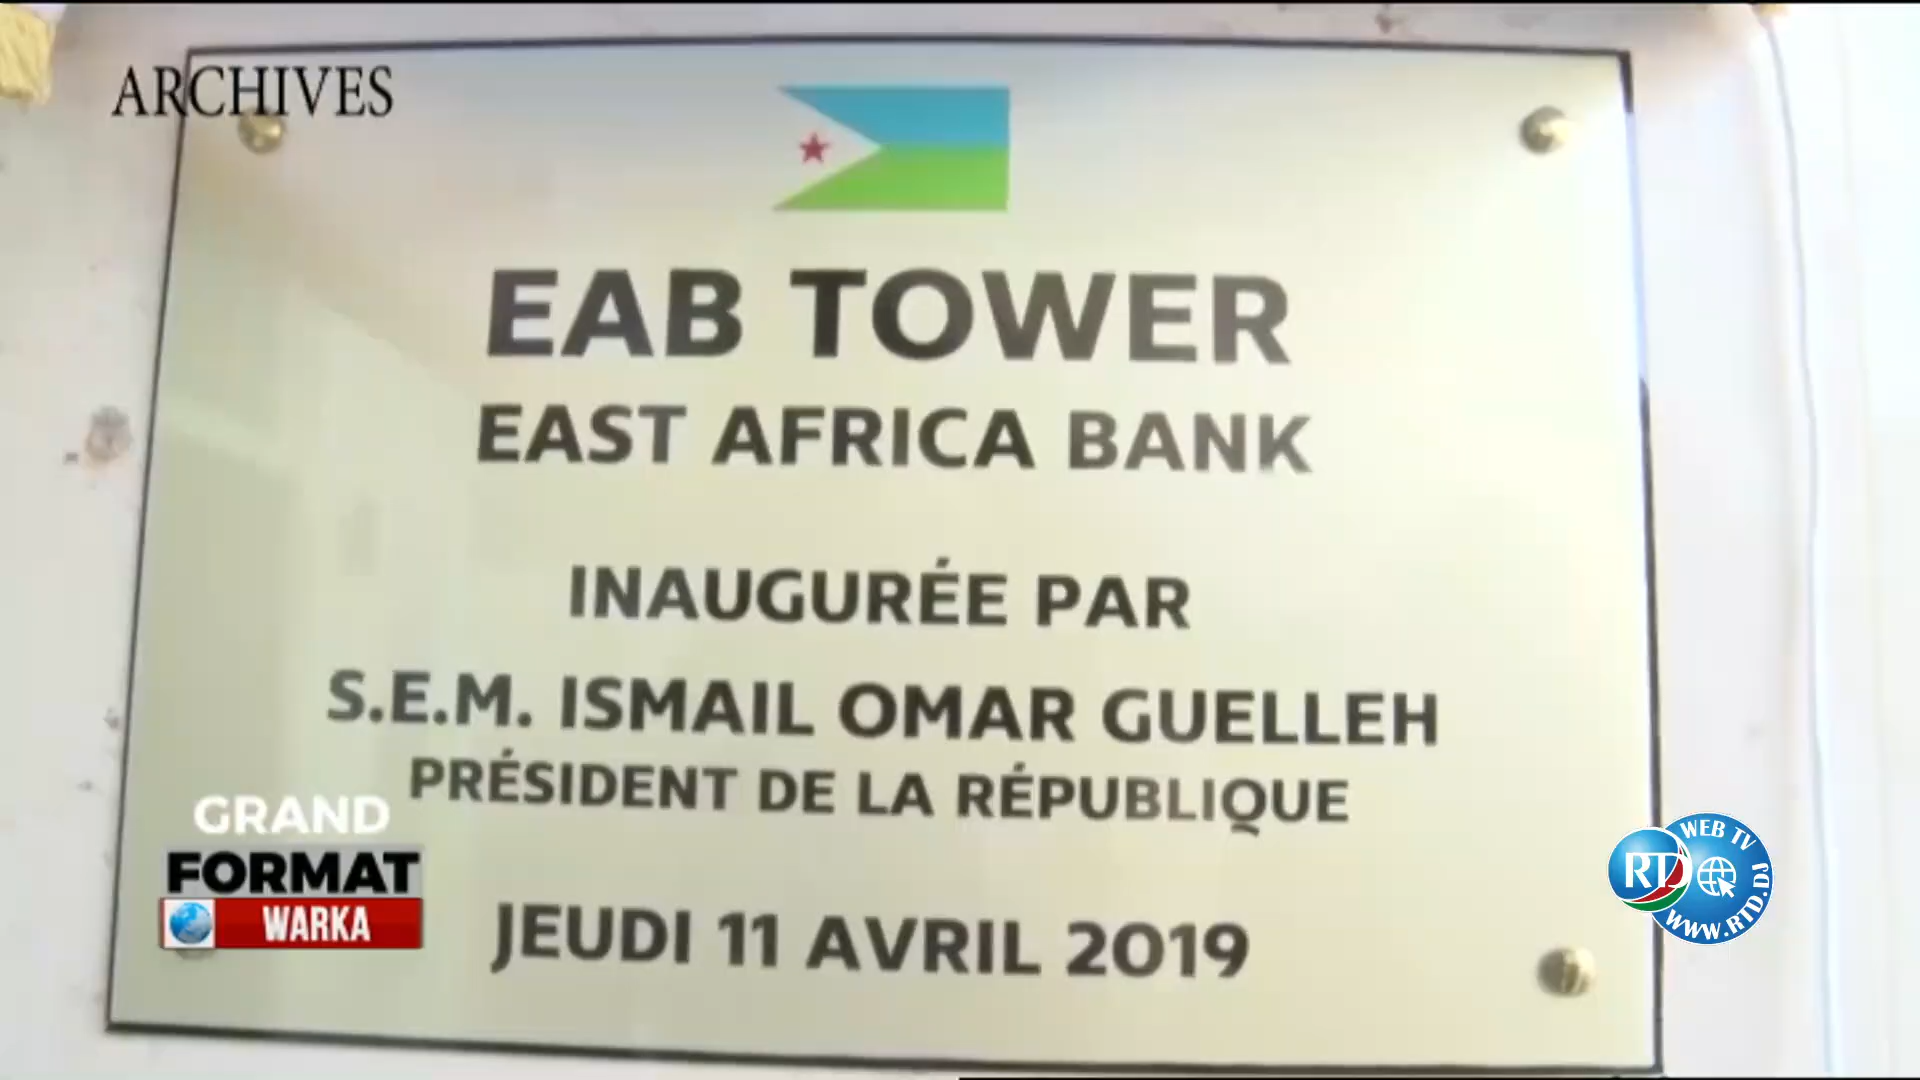 ARCHIVES
EAB TOWER
EAST AFRICA BANK
INAUGURÉE PAR
S.E.M. ISMAIL OMAR GUELLEH
PRÉSIDENT DE LA RÉPUBLIQUE
JEUDI 11 AVRIL 2019
GRAND
FORMAT
WARKA
WEB TV
RTD
WWW.RTD.DJ